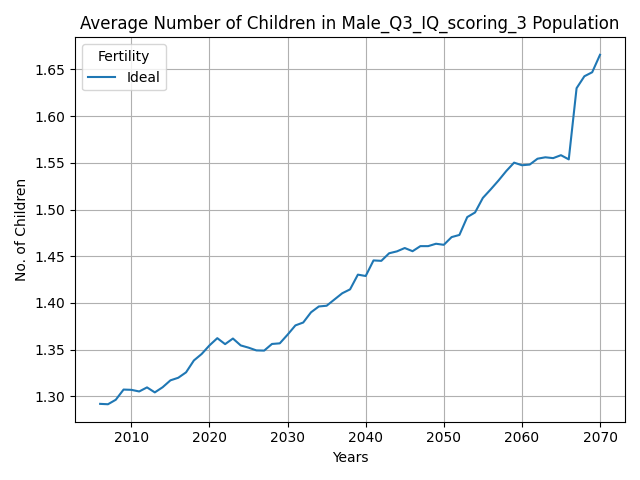 Average Number of Children in Male_Q3_IQ_scoring_3 Population
Fertility
Ideal
No. of Children
1.65
1.60
1.55
1.50
1.45
1.40
1.35
1.30
2010 2020 2030 2040 2050 2060 2070
Years